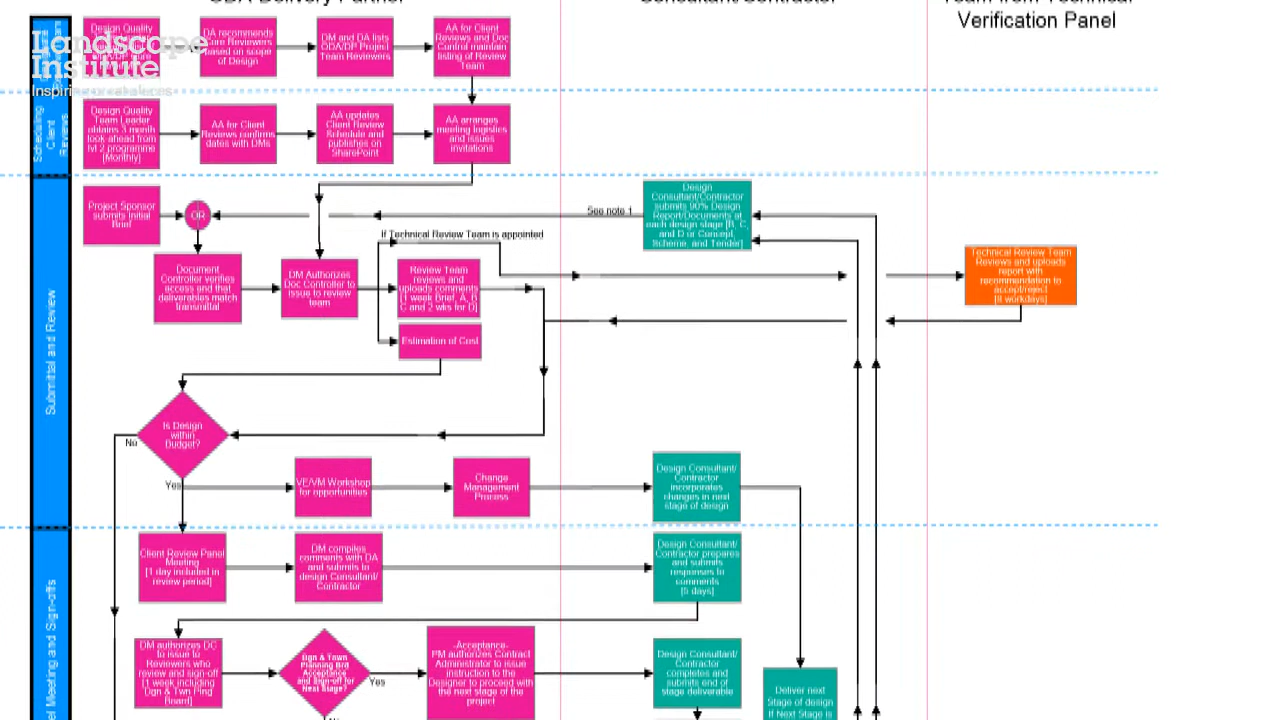 ODA Delivery Partner
Consultant Contractor
Team from Technical
Verification Panel
Landscape
Institute
Inspiring great places
Design Quality
DA recommends
Core Reviewers
based on scope
of Design
DM and DA lists
ODA/DP Project
Team Reviewers
AA for Client
Reviews and Doc
Control maintain
listing of Review
Team
Scheduling
Client
Reviews
Design Quality
Team Leader
obtains 3 month
look-ahead from
lvl 2 programme
[Monthly]
AA for Client
Reviews confirms
dates with DMs
AA updates
Client Review
Schedule and
publishes on
SharePoint
AA arranges
meeting logistics
and issues
invitations
Submittal and Review
Project Sponsor
submits Initial
Brief
OR
See note 1
Design
Consultant/Contractor
submits 90% Design
Report/Documents at
each design stage [B, C,
and D or Concept,
Scheme, and Tender]
If Technical Review Team is appointed
Document
Controller verifies
access and that
deliverables match
transmittal
DM Authorizes
Doc Controller to
issue to review
team
Review Team
reviews and
uploads comments
[1 week Brief, A, B
C and 2 wks for D]
Technical Review Team
Reviews and uploads
report with
recommendation to
accept/reject
[8 workdays]
Estimation of Cost
Is Design
within
Budget?
No
Yes
VE/VM Workshop
for opportunities
Change
Management
Process
Design Consultant/
Contractor
incorporates
changes in next
stage of design
Client Review Panel
Meeting
[1 day included in
review period]
DM compiles
comments with DA
and submits to
design Consultant/
Contractor
Design Consultant/
Contractor prepares
and submits
responses to
comments
[5 days]
el Meeting and Sign-offs
DM authorizes DC
to issue to
Reviewers who
review and sign-off
[1 week including
Dgn & Twn Plng
Board]
Dgn & Town
Planning Brd
Acceptance
and Sign-off for
Next Stage?
Yes
-Acceptance-
PM authorizes Contract
Administrator to issue
instruction to the
Designer to proceed with
the next stage of the
project
Design Consultant/
Contractor
completes and
submits end of
stage deliverable
Deliver next
Stage of design
If Next Stage is
No